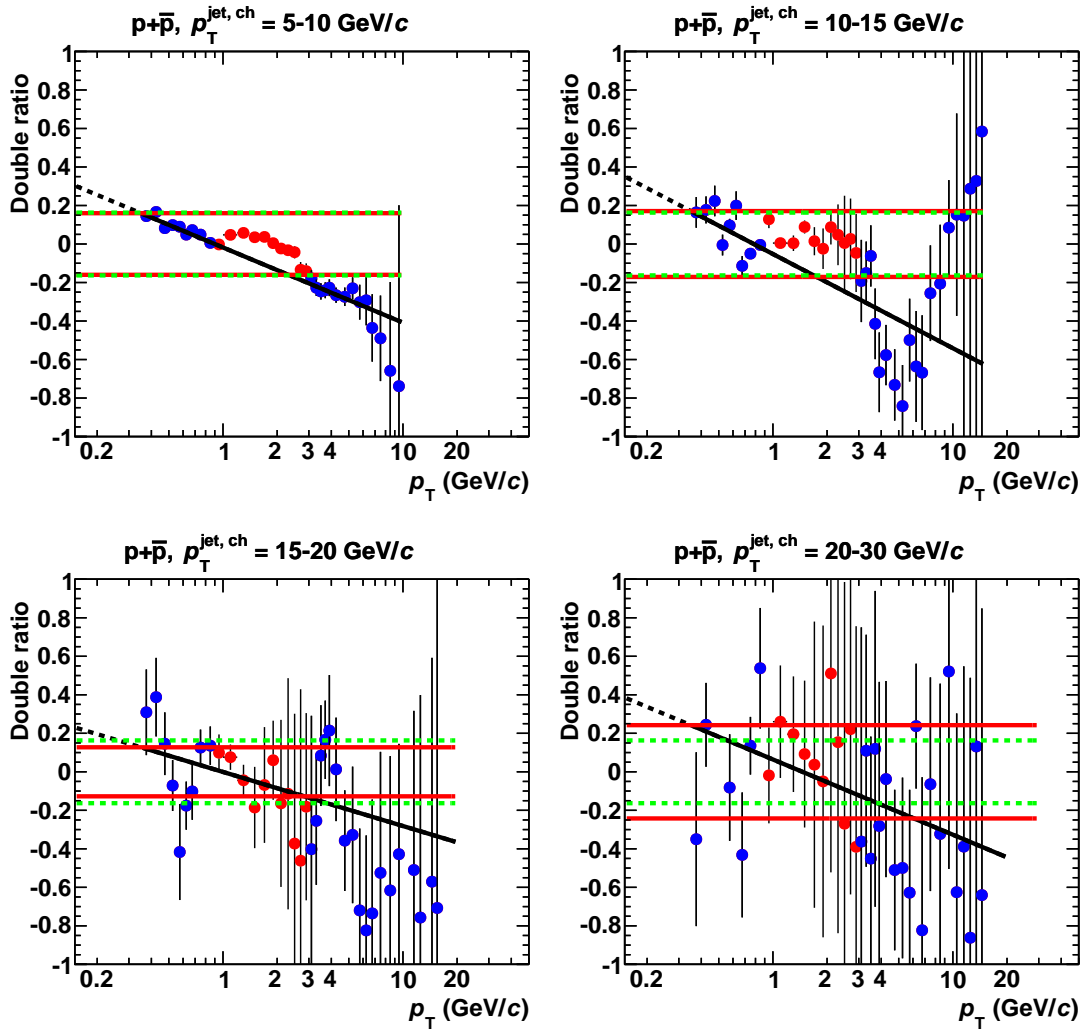 p+p̅, p_T^jet, ch = 5-10 GeV/c
Double ratio
1
0.8
0.6
0.4
0.2
0
-0.2
-0.4
-0.6
-0.8
-1
0.2 1 2 3 4 10 20
p_T (GeV/c)
p+p̅, p_T^jet, ch = 10-15 GeV/c
Double ratio
1
0.8
0.6
0.4
0.2
0
-0.2
-0.4
-0.6
-0.8
-1
0.2 1 2 3 4 10 20
p_T (GeV/c)
p+p̅, p_T^jet, ch = 15-20 GeV/c
Double ratio
1
0.8
0.6
0.4
0.2
0
-0.2
-0.4
-0.6
-0.8
-1
0.2 1 2 3 4 10 20
p_T (GeV/c)
p+p̅, p_T^jet, ch = 20-30 GeV/c
Double ratio
1
0.8
0.6
0.4
0.2
0
-0.2
-0.4
-0.6
-0.8
-1
0.2 1 2 3 4 10 20
p_T (GeV/c)